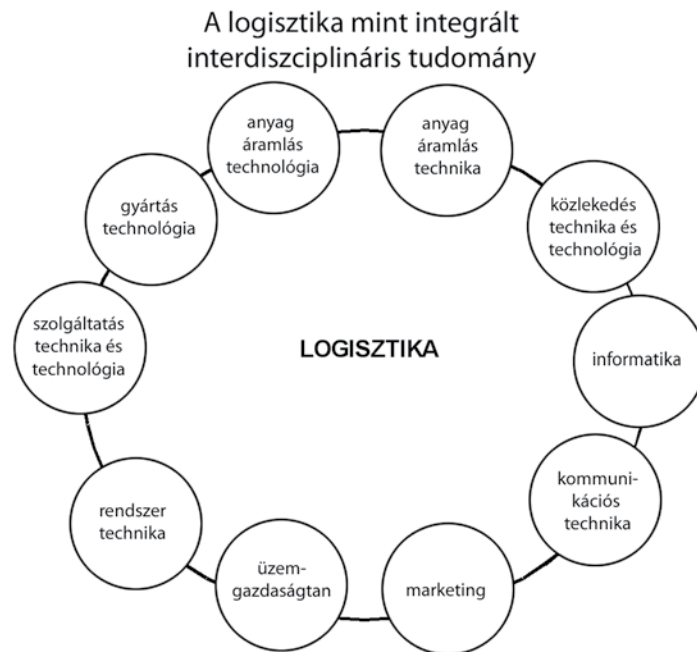 A logisztika mint integrált
interdiszciplináris tudomány
anyag
áramlás
technológia
anyag
áramlás
technika
közlekedés
technika és
technológia
informatika
kommuni-
kációs
technika
marketing
üzem-
gazdaságtan
rendszer
technika
szolgáltatás
technika és
technológia
gyártás
technológia
LOGISZTIKA